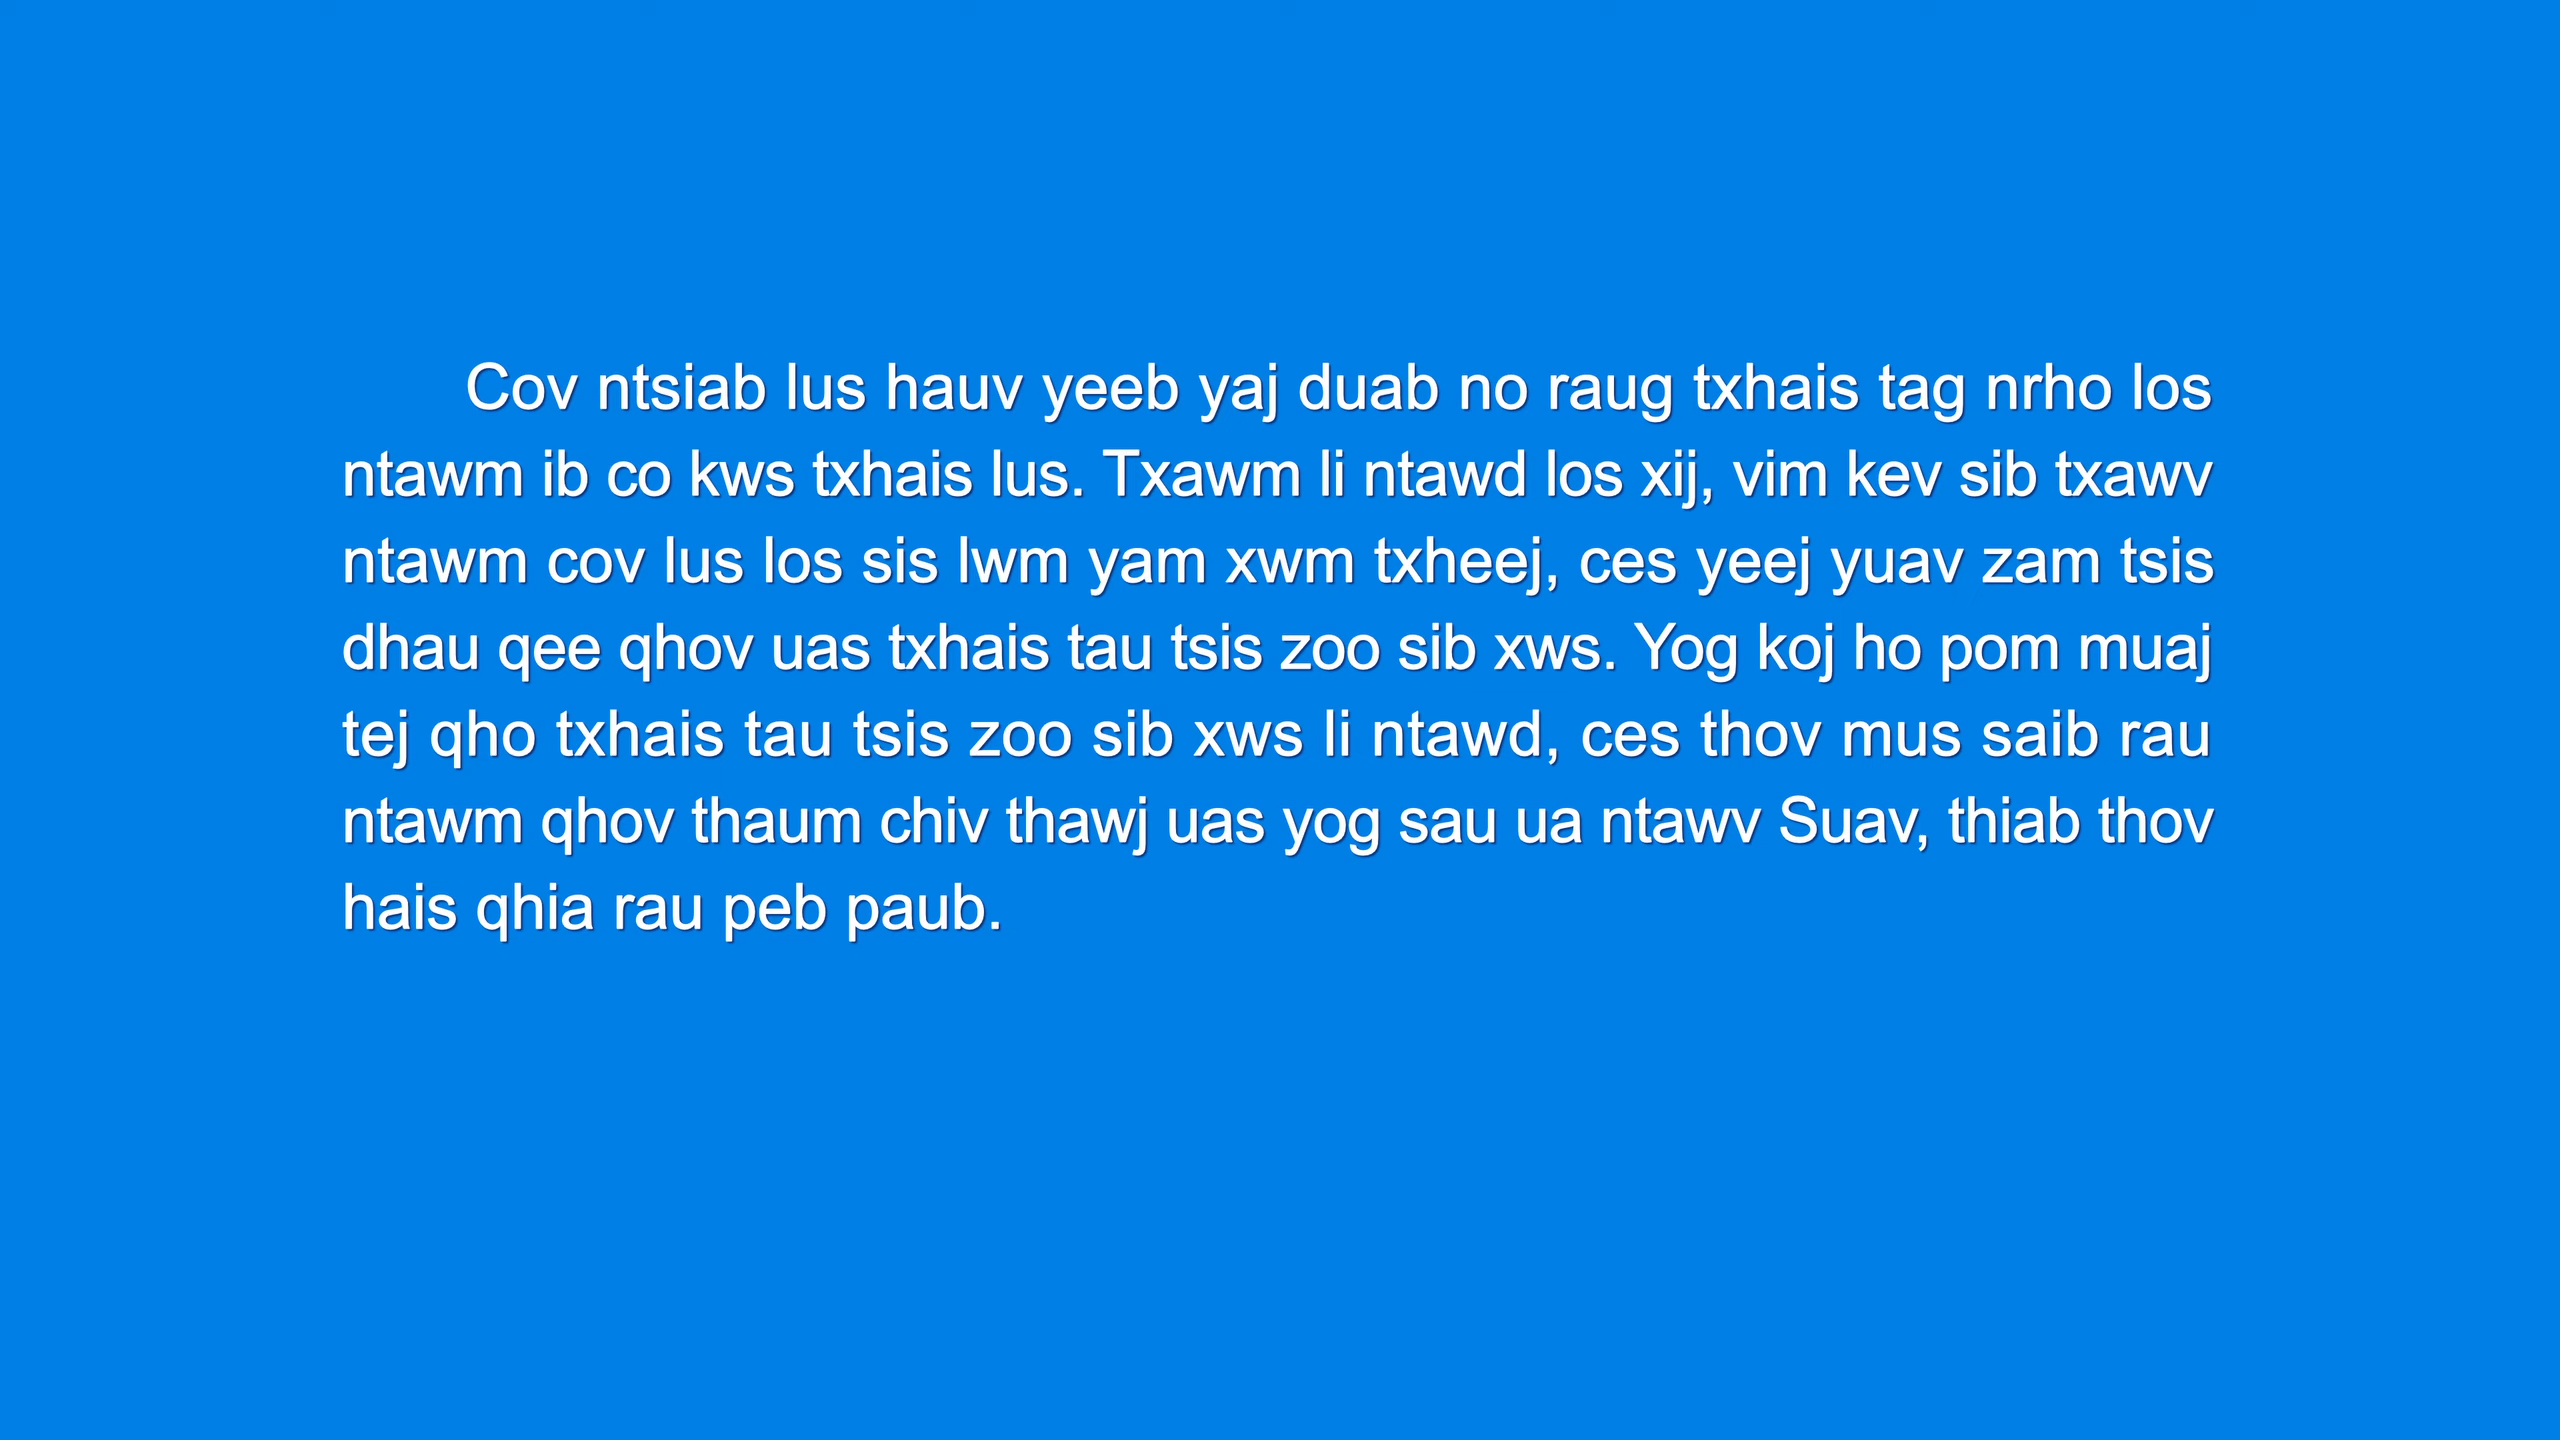 Cov ntsiab lus hauv yeeb yaj duab no raug txhais tag nrho los
ntawm ib co kws txhais lus. Txawm li ntawd los xij, vim kev sib txawv
ntawm cov lus los sis lwm yam xwm txheej, ces yeej yuav zam tsis
dhau qee qhov uas txhais tau tsis zoo sib xws. Yog koj ho pom muaj
tej qho txhais tau tsis zoo sib xws li ntawd, ces thov mus saib rau
ntawm qhov thaum chiv thawj uas yog sau ua ntawv Suav, thiab thov
hais qhia rau peb paub.